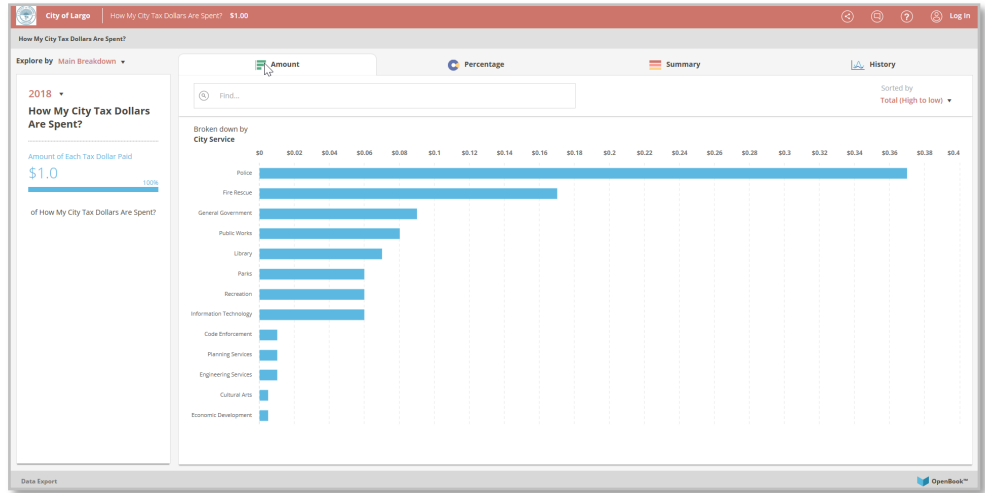 City of Largo How My City Tax Dollars Are Spent? $1.00 Log In
How My City Tax Dollars Are Spent?
Explore by Main Breakdown
Amount Percentage Summary History
2018
How My City Tax Dollars
Are Spent?
Amount of Each Tax Dollar Paid
$1.0
100%
of How My City Tax Dollars Are Spent?
Find...
Sorted by
Total (High to low)
Broken down by
City Service
$0 $0.02 $0.04 $0.06 $0.08 $0.1 $0.12 $0.14 $0.16 $0.18 $0.2 $0.22 $0.24 $0.26 $0.28 $0.3 $0.32 $0.34 $0.36 $0.38 $0.4
Police
Fire Rescue
General Government
Public Works
Library
Parks
Recreation
Information Technology
Code Enforcement
Planning Services
Engineering Services
Cultural Arts
Economic Development
Data Export
OpenBook™